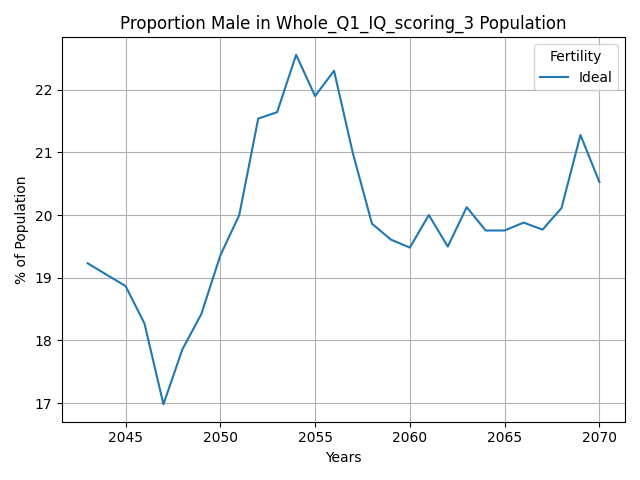 Proportion Male in Whole_Q1_IQ_scoring_3 Population
Fertility
Ideal
% of Population
22
21
20
19
18
17
2045 2050 2055 2060 2065 2070
Years